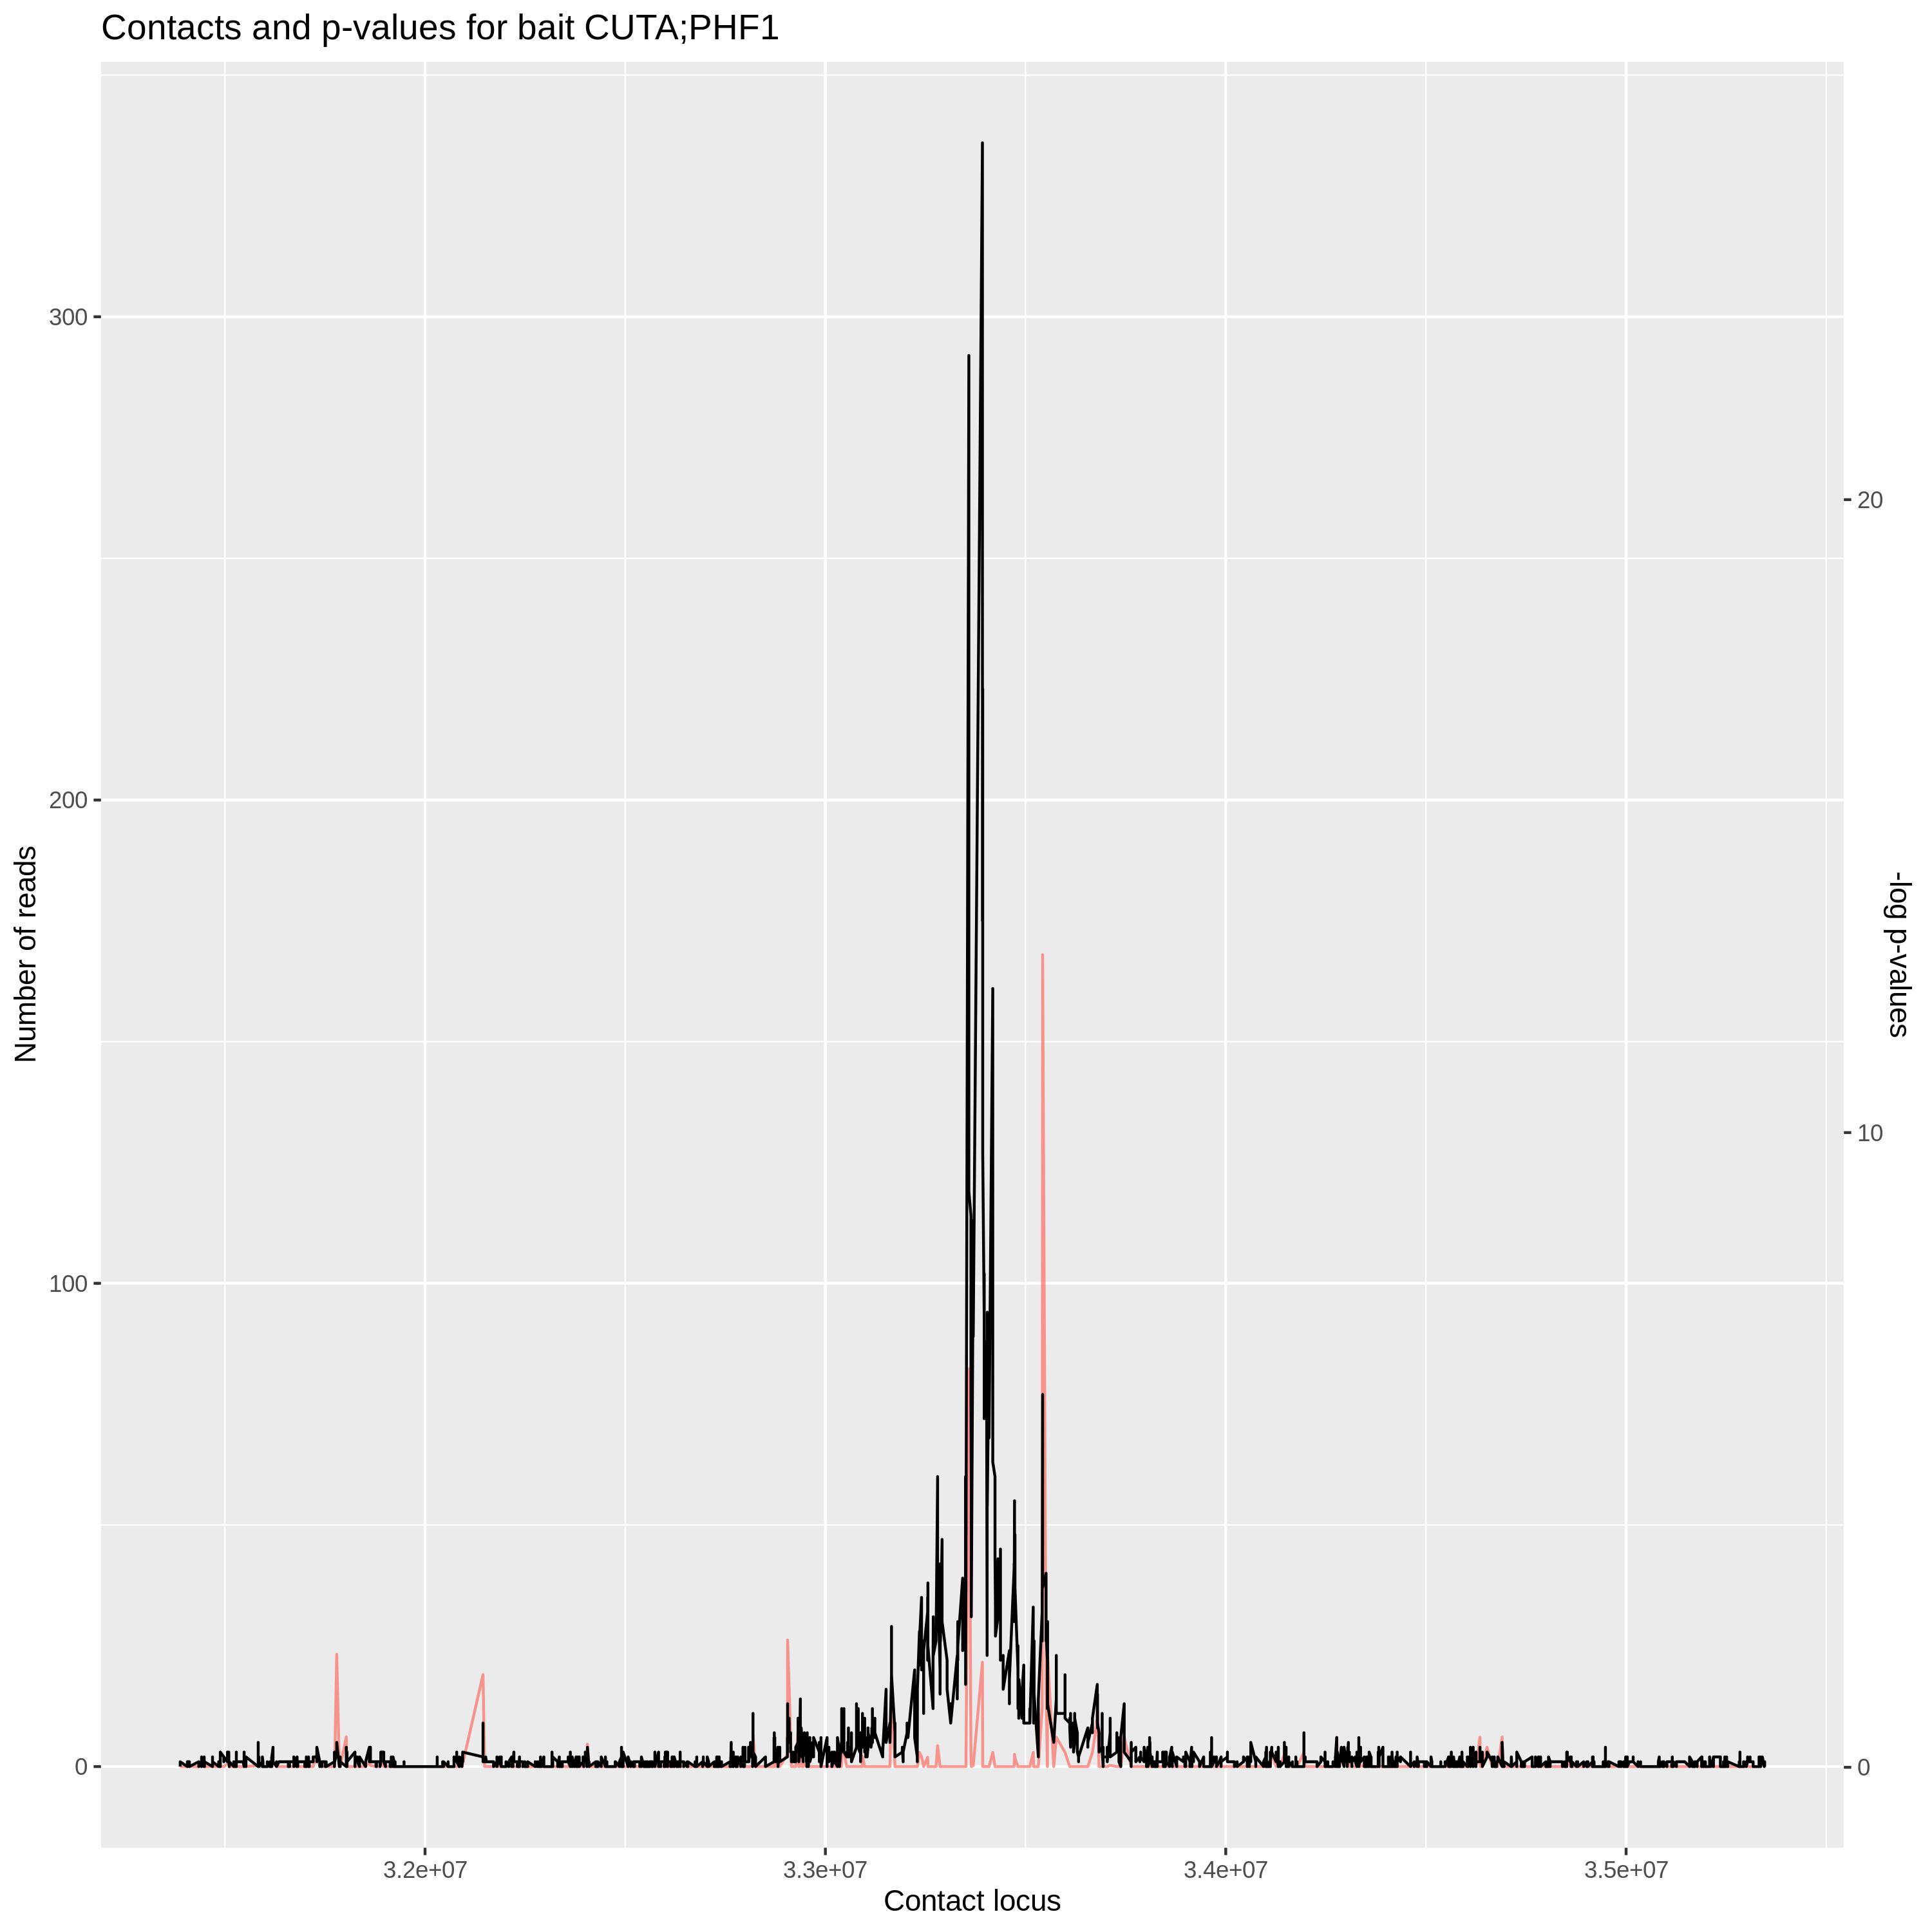 Contacts and p-values for bait CUTA;PHF1
300
200
100
0
Number of reads
20
10
0
-log p-values
3.2e+07
3.3e+07
3.4e+07
3.5e+07
Contact locus